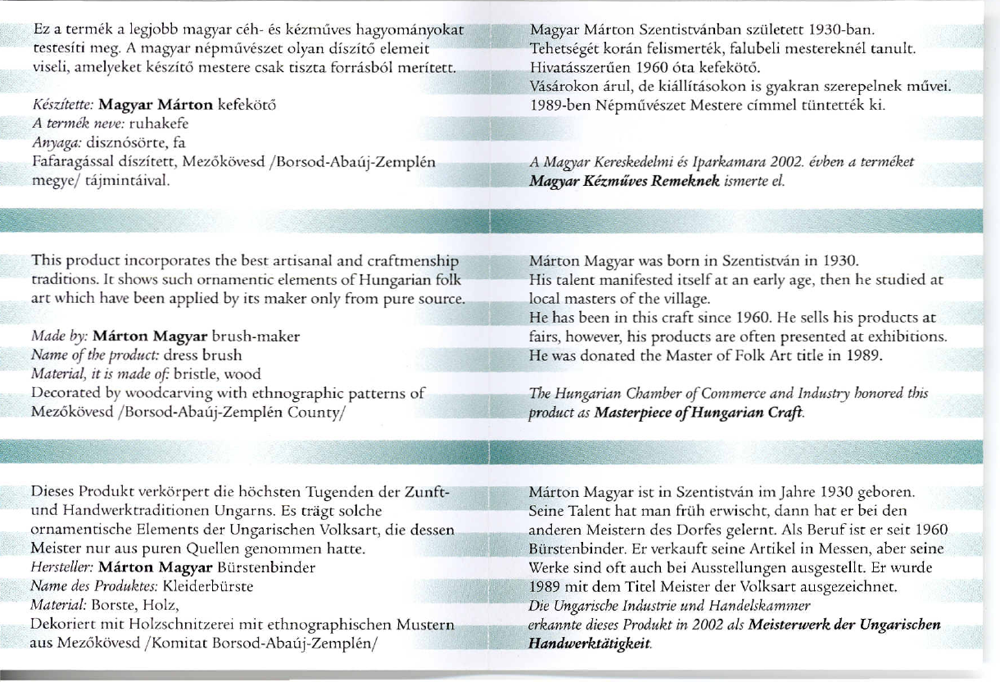 Ez a termék a legjobb magyar céh- és kézműves hagyományokat
testesíti meg. A magyar népművészet olyan díszítő elemeit
viseli, amelyeket készítő mestere csak tiszta forrásból merített.
Készítette: Magyar Márton kefekötő
A termék neve: ruhakefe
Anyaga: disznósörte, fa
Fafaragással díszített, Mezőkövesd /Borsod-Abaúj-Zemplén
megye/ tájmintáival.
Magyar Márton Szentistvánban született 1930-ban.
Tehetségét korán felismerték, falubeli mestereknél tanult.
Hivatásszerűen 1960 óta kefekötő.
Vásárokon árul, de kiállításokon is gyakran szerepelnek művei.
1989-ben Népművészet Mestere címmel tüntették ki.
A Magyar Kereskedelmi és Iparkamara 2002. évben a terméket
Magyar Kézműves Remeknek ismerte el.
This product incorporates the best artisanal and craftmenship
traditions. It shows such ornamentic elements of Hungarian folk
art which have been applied by its maker only from pure source.
Made by: Márton Magyar brush-maker
Name of the product: dress brush
Material, it is made of: bristle, wood
Decorated by woodcarving with ethnographic patterns of
Mezőkövesd /Borsod-Abaúj-Zemplén County/
Márton Magyar was born in Szentistván in 1930.
His talent manifested itself at an early age, then he studied at
local masters of the village.
He has been in this craft since 1960. He sells his products at
fairs, however, his products are often presented at exhibitions.
He was donated the Master of Folk Art title in 1989.
The Hungarian Chamber of Commerce and Industry honored this
product as Masterpiece of Hungarian Craft.
Dieses Produkt verkörpert die höchsten Tugenden der Zunft-
und Handwerktraditionen Ungarns. Es trägt solche
ornamentische Elements der Ungarischen Volksart, die dessen
Meister nur aus puren Quellen genommen hatte.
Hersteller: Márton Magyar Bürstenbinder
Name des Produktes: Kleiderbürste
Material: Borste, Holz,
Dekoriert mit Holzschnitzerei mit ethnographischen Mustern
aus Mezőkövesd /Komitat Borsod-Abaúj-Zemplén/
Márton Magyar ist in Szentistván im Jahre 1930 geboren.
Seine Talent hat man früh erwischt, dann hat er bei den
anderen Meistern des Dorfes gelernt. Als Beruf ist er seit 1960
Bürstenbinder. Er verkauft seine Artikel in Messen, aber seine
Werke sind oft auch bei Ausstellungen ausgestellt. Er wurde
1989 mit dem Titel Meister der Volksart ausgezeichnet.
Die Ungarische Industrie und Handelskammer
erkannte dieses Produkt in 2002 als Meisterwerk der Ungarischen
Handwerktätigkeit.